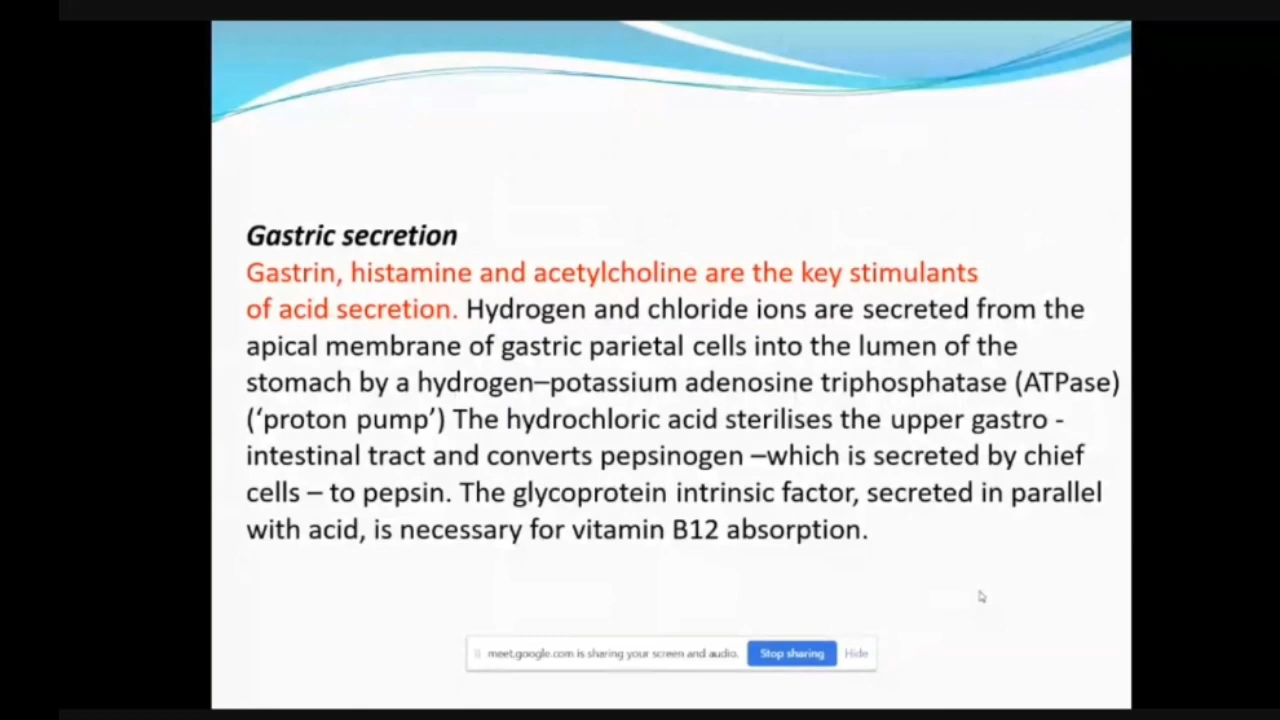 Gastric secretion
Gastrin, histamine and acetylcholine are the key stimulants
of acid secretion. Hydrogen and chloride ions are secreted from the
apical membrane of gastric parietal cells into the lumen of the
stomach by a hydrogen–potassium adenosine triphosphatase (ATPase)
(‘proton pump’) The hydrochloric acid sterilises the upper gastro -
intestinal tract and converts pepsinogen –which is secreted by chief
cells – to pepsin. The glycoprotein intrinsic factor, secreted in parallel
with acid, is necessary for vitamin B12 absorption.
meet.google.com is sharing your screen and audio. Stop sharing Hide